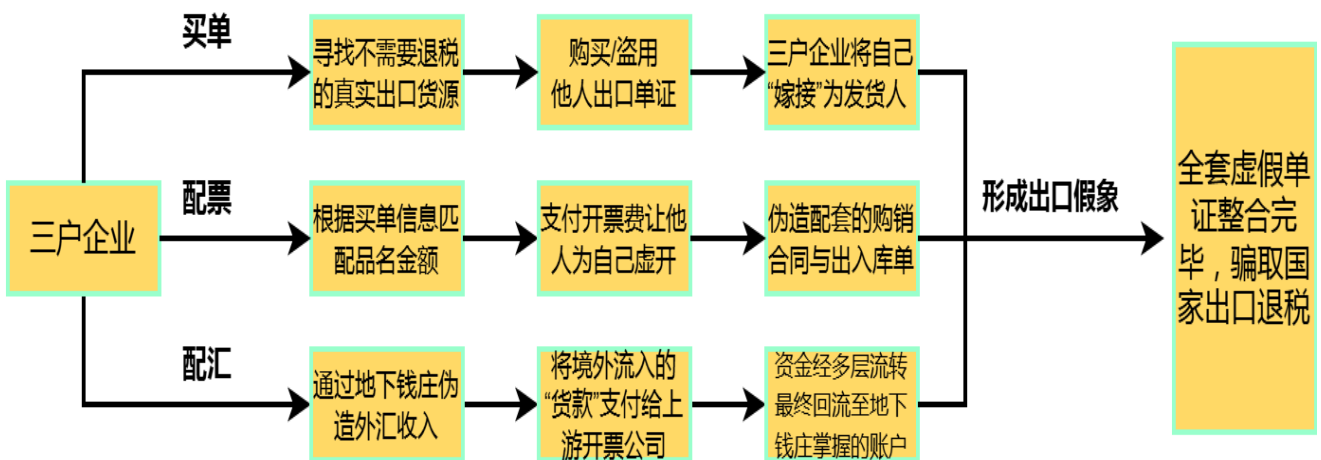 买单
寻找不需要退税
的真实出口货源
购买/盗用
他人出口单证
三户企业将自己
“嫁接”为发货人
三户企业
配票
根据买单信息匹
配品名金额
支付开票费让他
人为自己虚开
伪造配套的购销
合同与出入库单
配汇
通过地下钱庄伪
造外汇收入
将境外流入的
“货款”支付给上
游开票公司
资金经多层流转
最终回流至地下
钱庄掌握的账户
形成出口假象
全套虚假单
证整合完
毕，骗取国
家出口退税